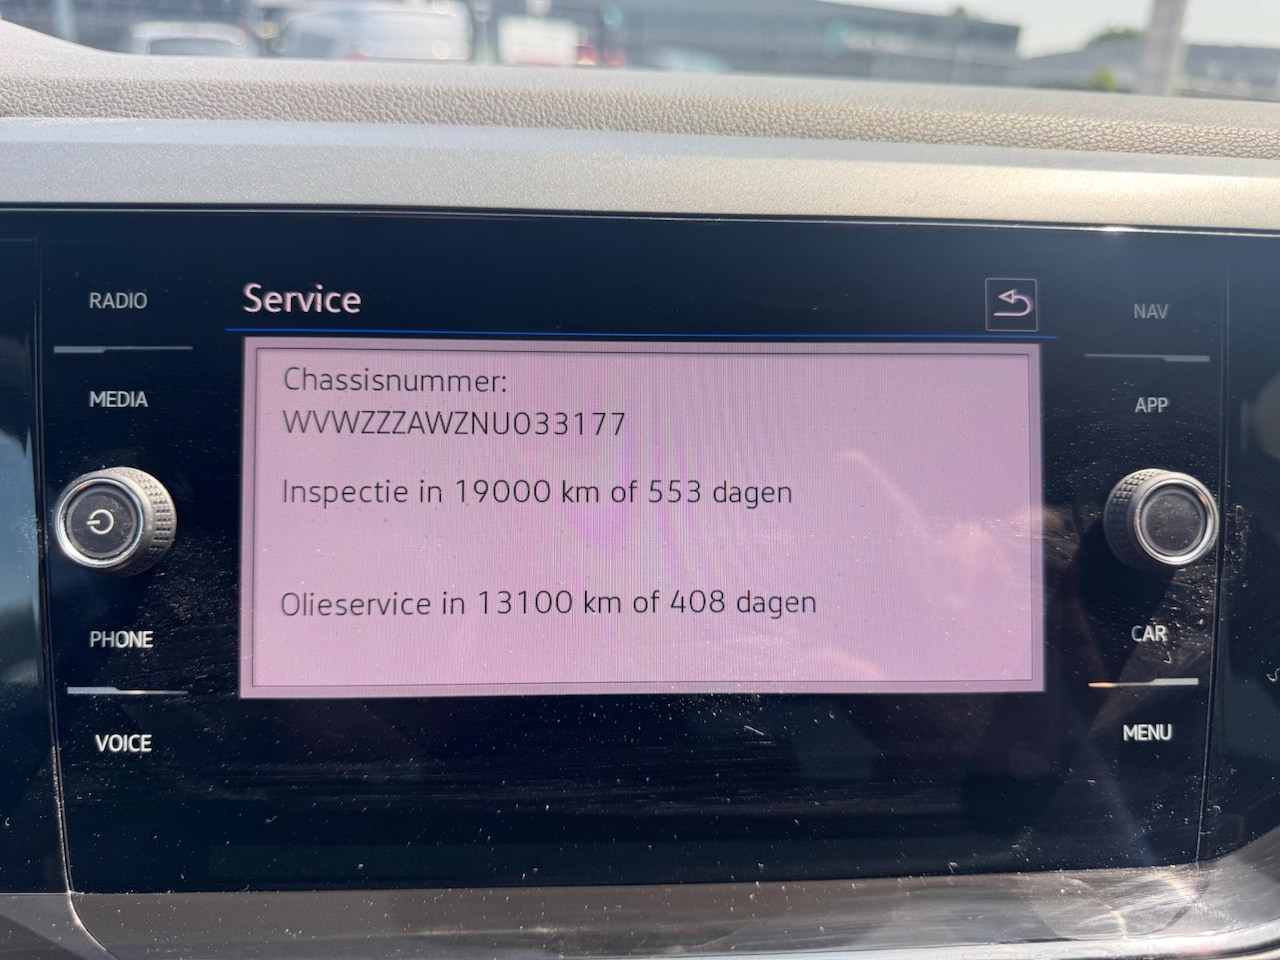 RADIO
MEDIA
PHONE
VOICE
Service
Chassisnummer:
WVWZZZAWZNU033177
Inspectie in 19000 km of 553 dagen
Olieservice in 13100 km of 408 dagen
NAV
APP
CAR
MENU